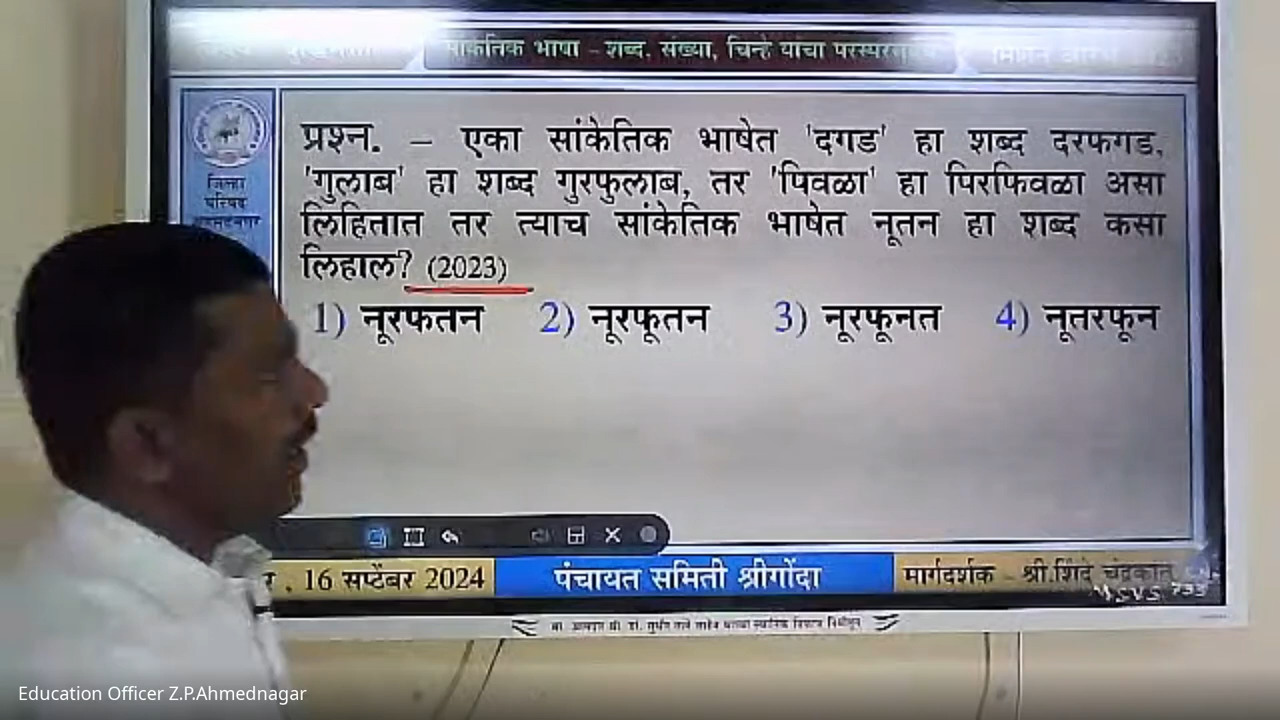 सांकेतिक भाषा - शब्द, संख्या, चिन्हे यांचा
जिल्हा
परिषद
प्रश्न. – एका सांकेतिक भाषेत 'दगड' हा शब्द दरफगड,
'गुलाब' हा शब्द गुरफुलाब, तर 'पिवळा' हा पिरफिवळा असा
लिहितात तर त्याच सांकेतिक भाषेत नूतन हा शब्द कसा
लिहाल? (2023)
1) नूरफतन 2) नूरफूतन 3) नूरफूनत 4) नूतरफून
, 16 सप्टेंबर 2024
पंचायत समिती श्रीगोंदा
मार्गदर्शक - श्री.शिंदे चंद्रकांत
Education Officer Z.P.Ahmednagar